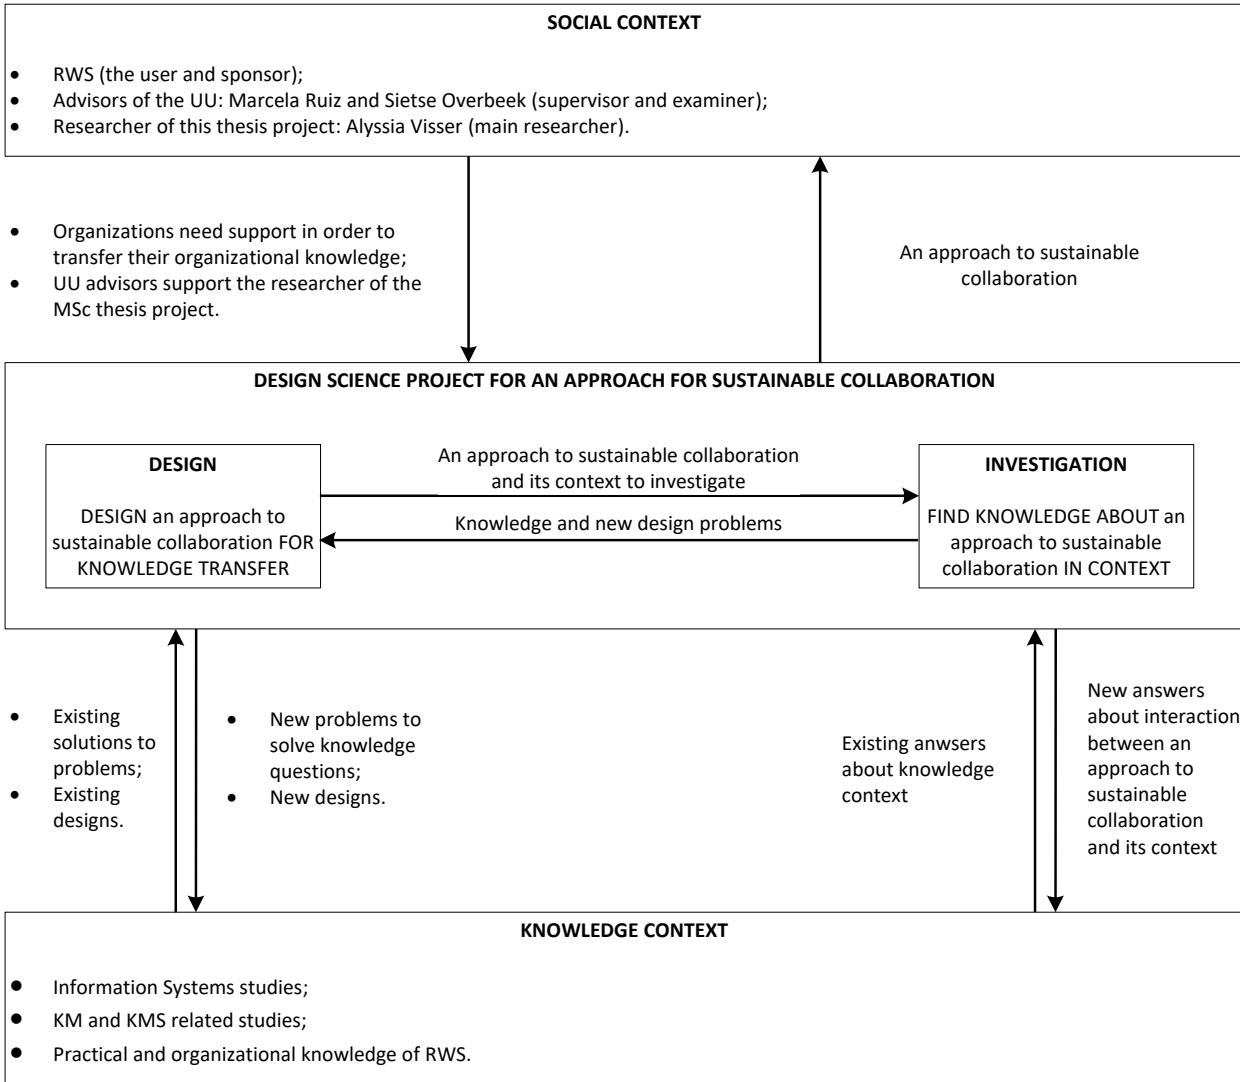 SOCIAL CONTEXT
• RWS (the user and sponsor);
• Advisors of the UU: Marcela Ruiz and Sietse Overbeek (supervisor and examiner);
• Researcher of this thesis project: Alyssia Visser (main researcher).
• Organizations need support in order to
transfer their organizational knowledge;
• UU advisors support the researcher of the
MSc thesis project.
An approach to sustainable
collaboration
DESIGN SCIENCE PROJECT FOR AN APPROACH FOR SUSTAINABLE COLLABORATION
DESIGN
DESIGN an approach to
sustainable collaboration FOR
KNOWLEDGE TRANSFER
An approach to sustainable collaboration
and its context to investigate
Knowledge and new design problems
INVESTIGATION
FIND KNOWLEDGE ABOUT an
approach to sustainable
collaboration IN CONTEXT
• Existing
solutions to
problems;
• Existing
designs.
• New problems to
solve knowledge
questions;
• New designs.
Existing anwsers
about knowledge
context
New answers
about interaction
between an
approach to
sustainable
collaboration
and its context
KNOWLEDGE CONTEXT
• Information Systems studies;
• KM and KMS related studies;
• Practical and organizational knowledge of RWS.